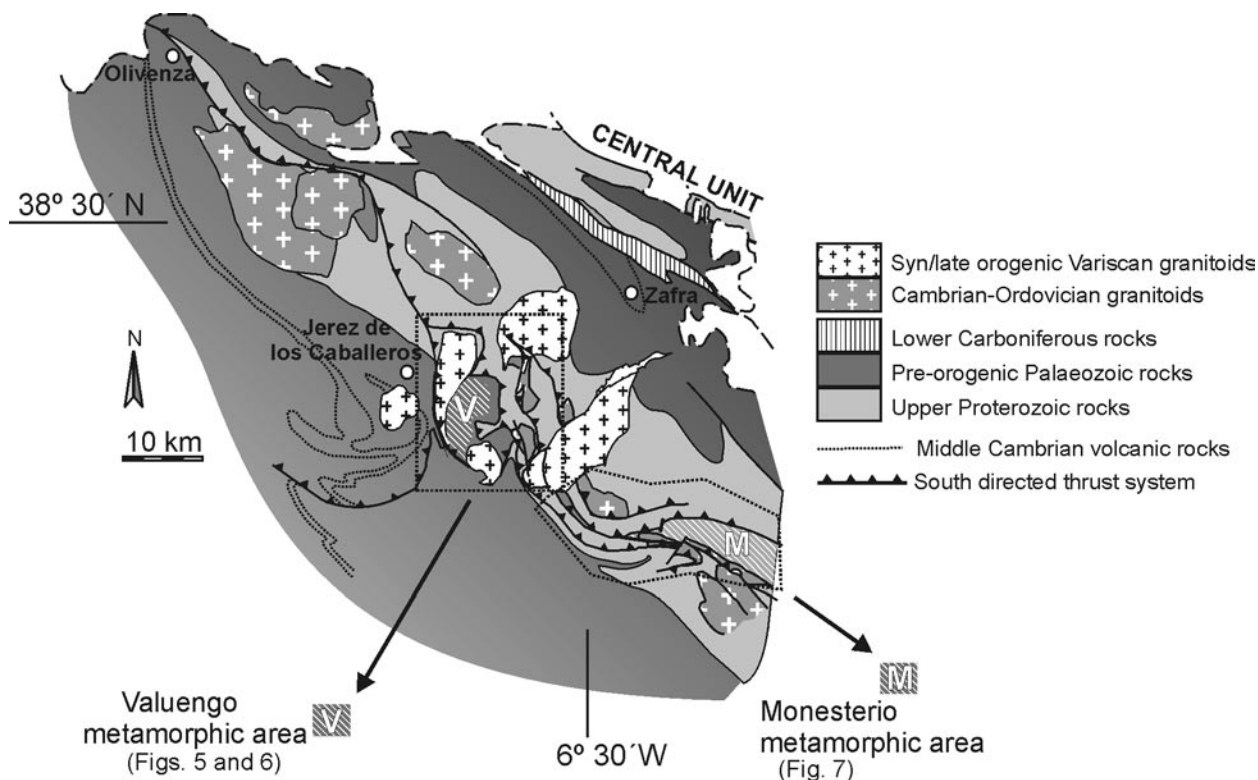 Olivenza
CENTRAL UNIT
38º 30´ N
Zafra
Jerez de
los Caballeros
N
10 km
V
M
Syn/late orogenic Variscan granitoids
Cambrian-Ordovician granitoids
Lower Carboniferous rocks
Pre-orogenic Palaeozoic rocks
Upper Proterozoic rocks
Middle Cambrian volcanic rocks
South directed thrust system
Valuengo
metamorphic area
(Figs. 5 and 6)
V
6º 30´W
M
Monesterio
metamorphic area
(Fig. 7)